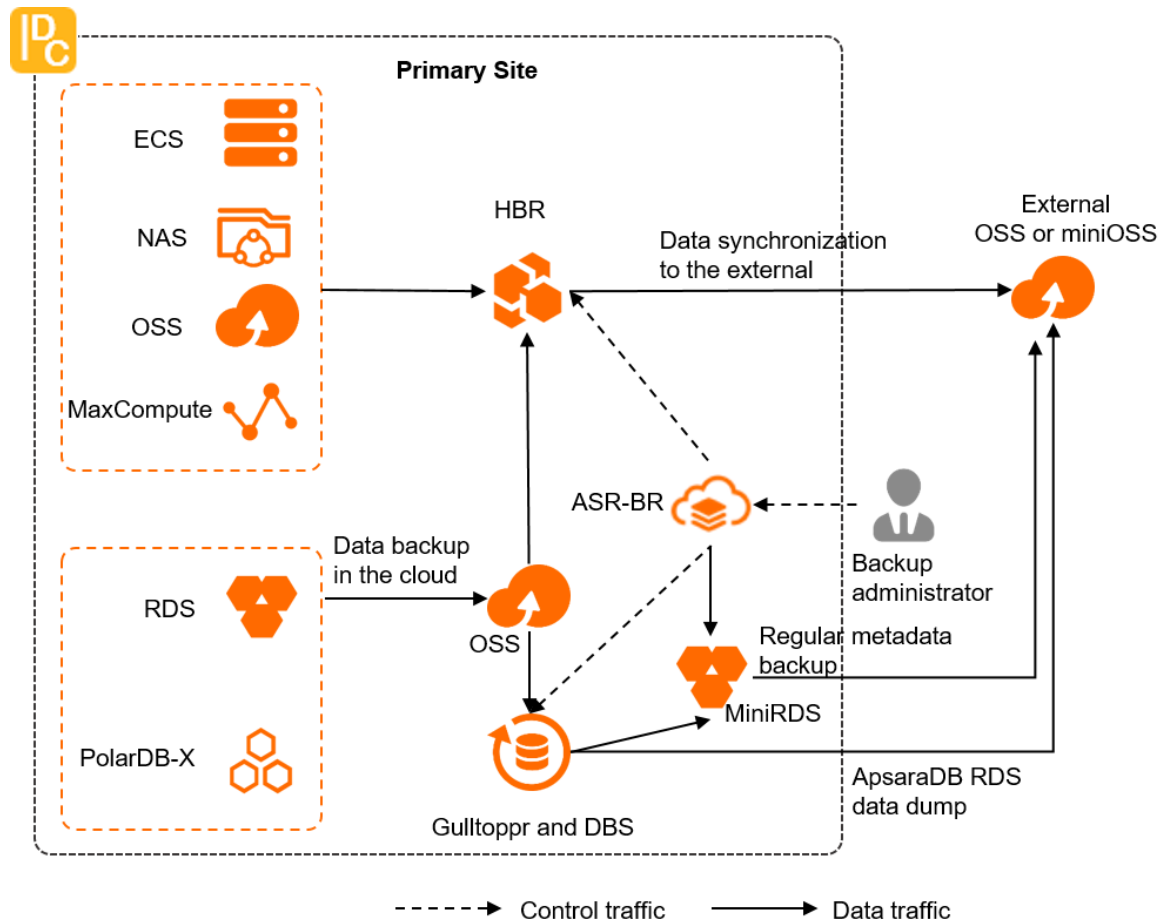 IDC
Primary Site
ECS
NAS
OSS
MaxCompute
HBR
Data synchronization
to the external
External
OSS or miniOSS
ASR-BR
Backup
administrator
RDS
PolarDB-X
Data backup
in the cloud
OSS
Regular metadata
backup
MiniRDS
Gulltoppr and DBS
ApsaraDB RDS
data dump
Control traffic
Data traffic